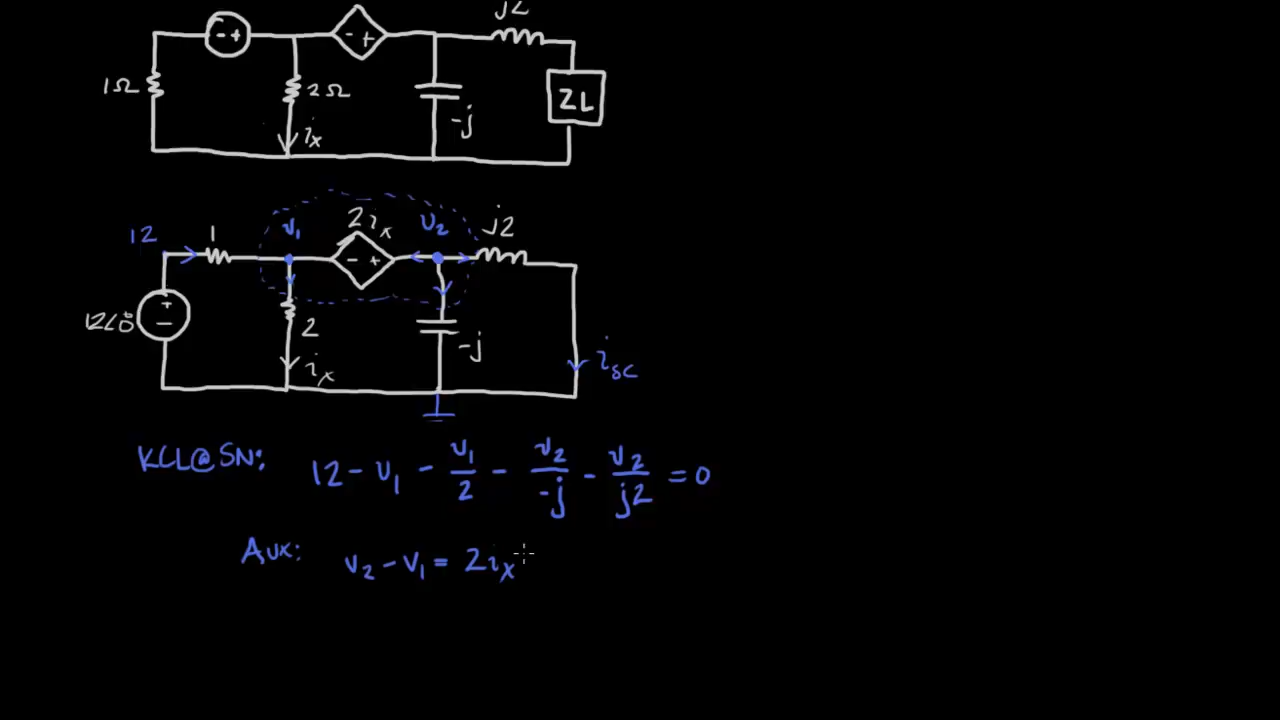 j2
- +
- +
1Ω
2Ω
ZL
-j
ix
12
1
v1
2ix
v2
j2
- +
+
−
12∠0°
2
-j
ix
isc
KCL@SN: 12 - v1 - v1/2 - v2/-j - v2/j2 = 0
Aux: v2 - v1 = 2ix